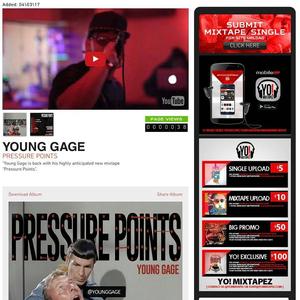 Added: 04\03\17
YouTube
PAGE VIEWS
0000038
YOUNG GAGE
PRESSURE POINTS
"Young Gage is back with his highly anticipated new mixtape
"Pressure Points".
Download Album
Share Album
PRESSURE POINTS
YOUNG GAGE
@YOUNGGAGE
SUBMIT
MIXTAPE\SINGLE
FOR SITE UPLOAD
CLICK HERE
YO!
YO!
SINGLE UPLOAD $5
MIXTAPE UPLOAD $10
BIG PROMO $50
YO! EXCLUSIVE $100
YO! MIXTAPEZ